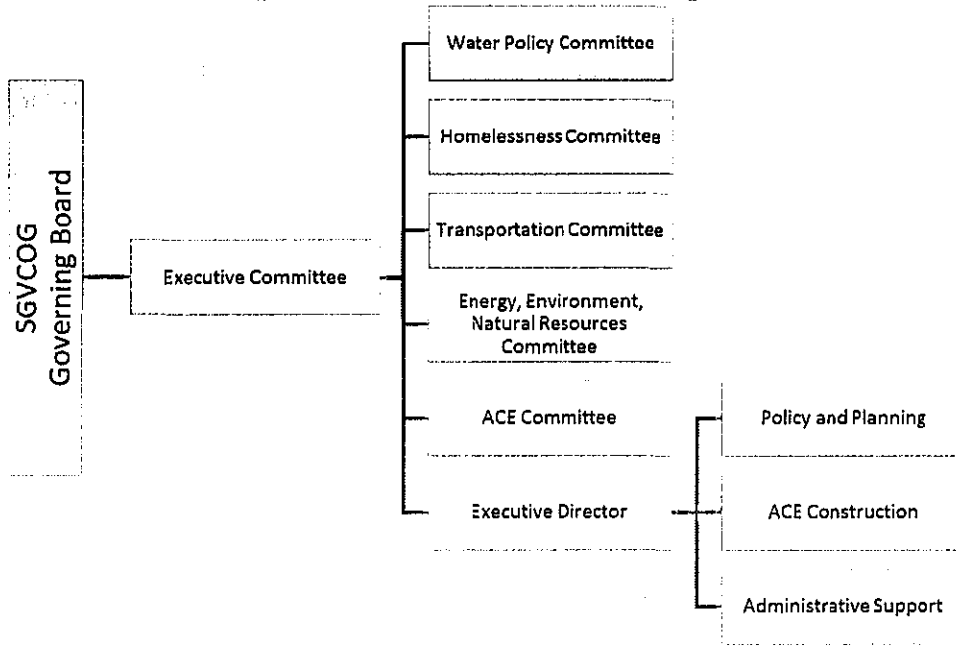 SGVCOG
Governing Board
Executive Committee
Water Policy Committee
Homelessness Committee
Transportation Committee
Energy, Environment,
Natural Resources
Committee
ACE Committee
Executive Director
Policy and Planning
ACE Construction
Administrative Support